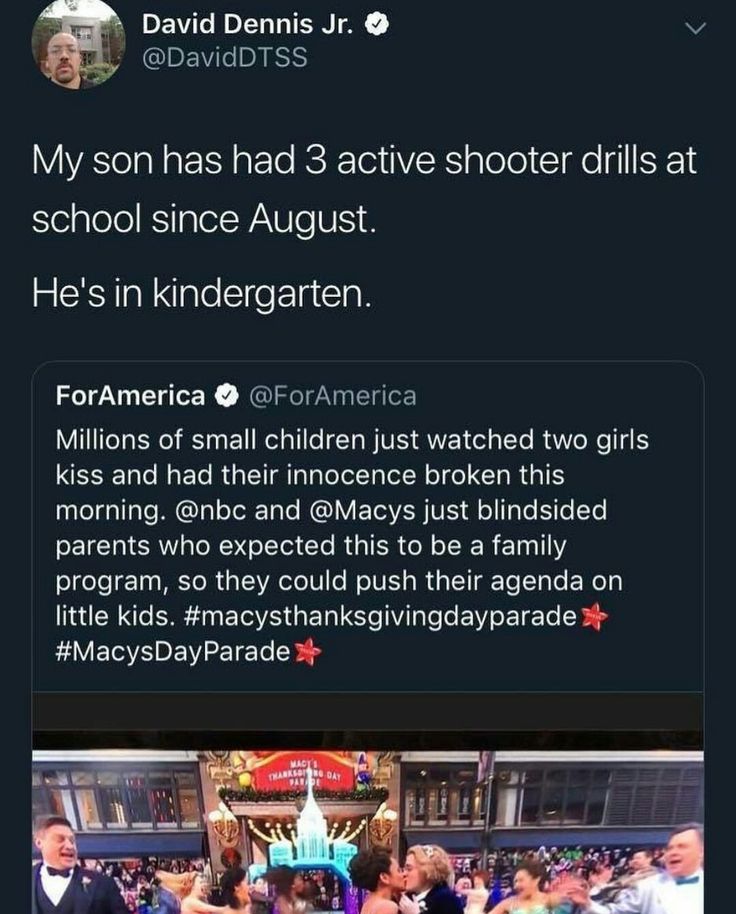 David Dennis Jr.
@DavidDTSS
My son has had 3 active shooter drills at
school since August.
He's in kindergarten.
ForAmerica @ForAmerica
Millions of small children just watched two girls
kiss and had their innocence broken this
morning. @nbc and @Macys just blindsided
parents who expected this to be a family
program, so they could push their agenda on
little kids. #macysthanksgivingdayparade
#MacysDayParade
MACY'S
THANKSGIVING DAY
PARADE